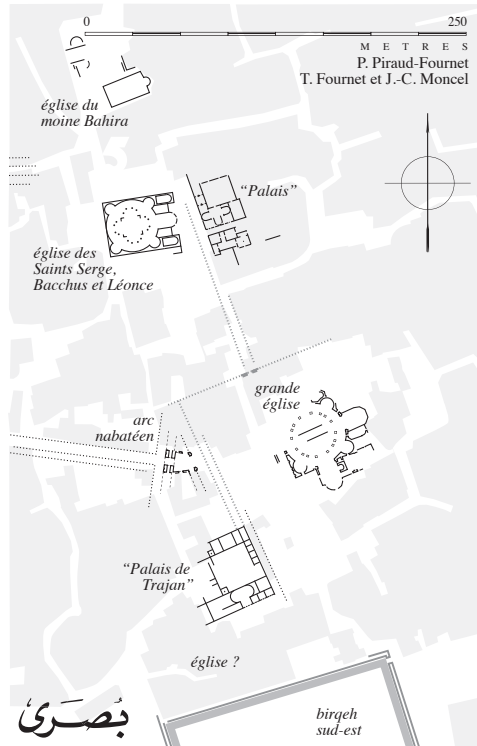 0 250
M E T R E S
P. Piraud-Fournet
T. Fournet et J.-C. Moncel
église du
moine Bahira
“Palais”
église des
Saints Serge,
Bacchus et Léonce
grande
église
arc
nabatéen
“Palais de
Trajan”
église ?
birqeh
sud-est
بُصرى